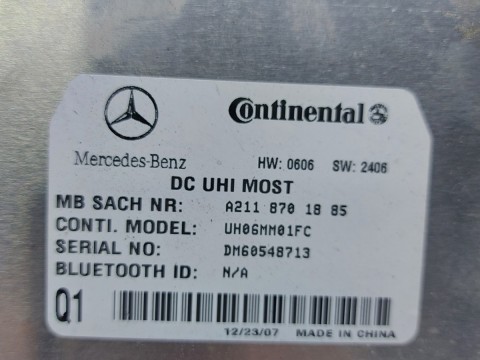 Continental
Mercedes-Benz HW: 0606 SW: 2406
DC UHI MOST
MB SACH NR: A211 870 18 85
CONTI. MODEL: UH06MM01FC
SERIAL NO: DM60548713
BLUETOOTH ID: N/A
Q1
12/23/07 MADE IN CHINA